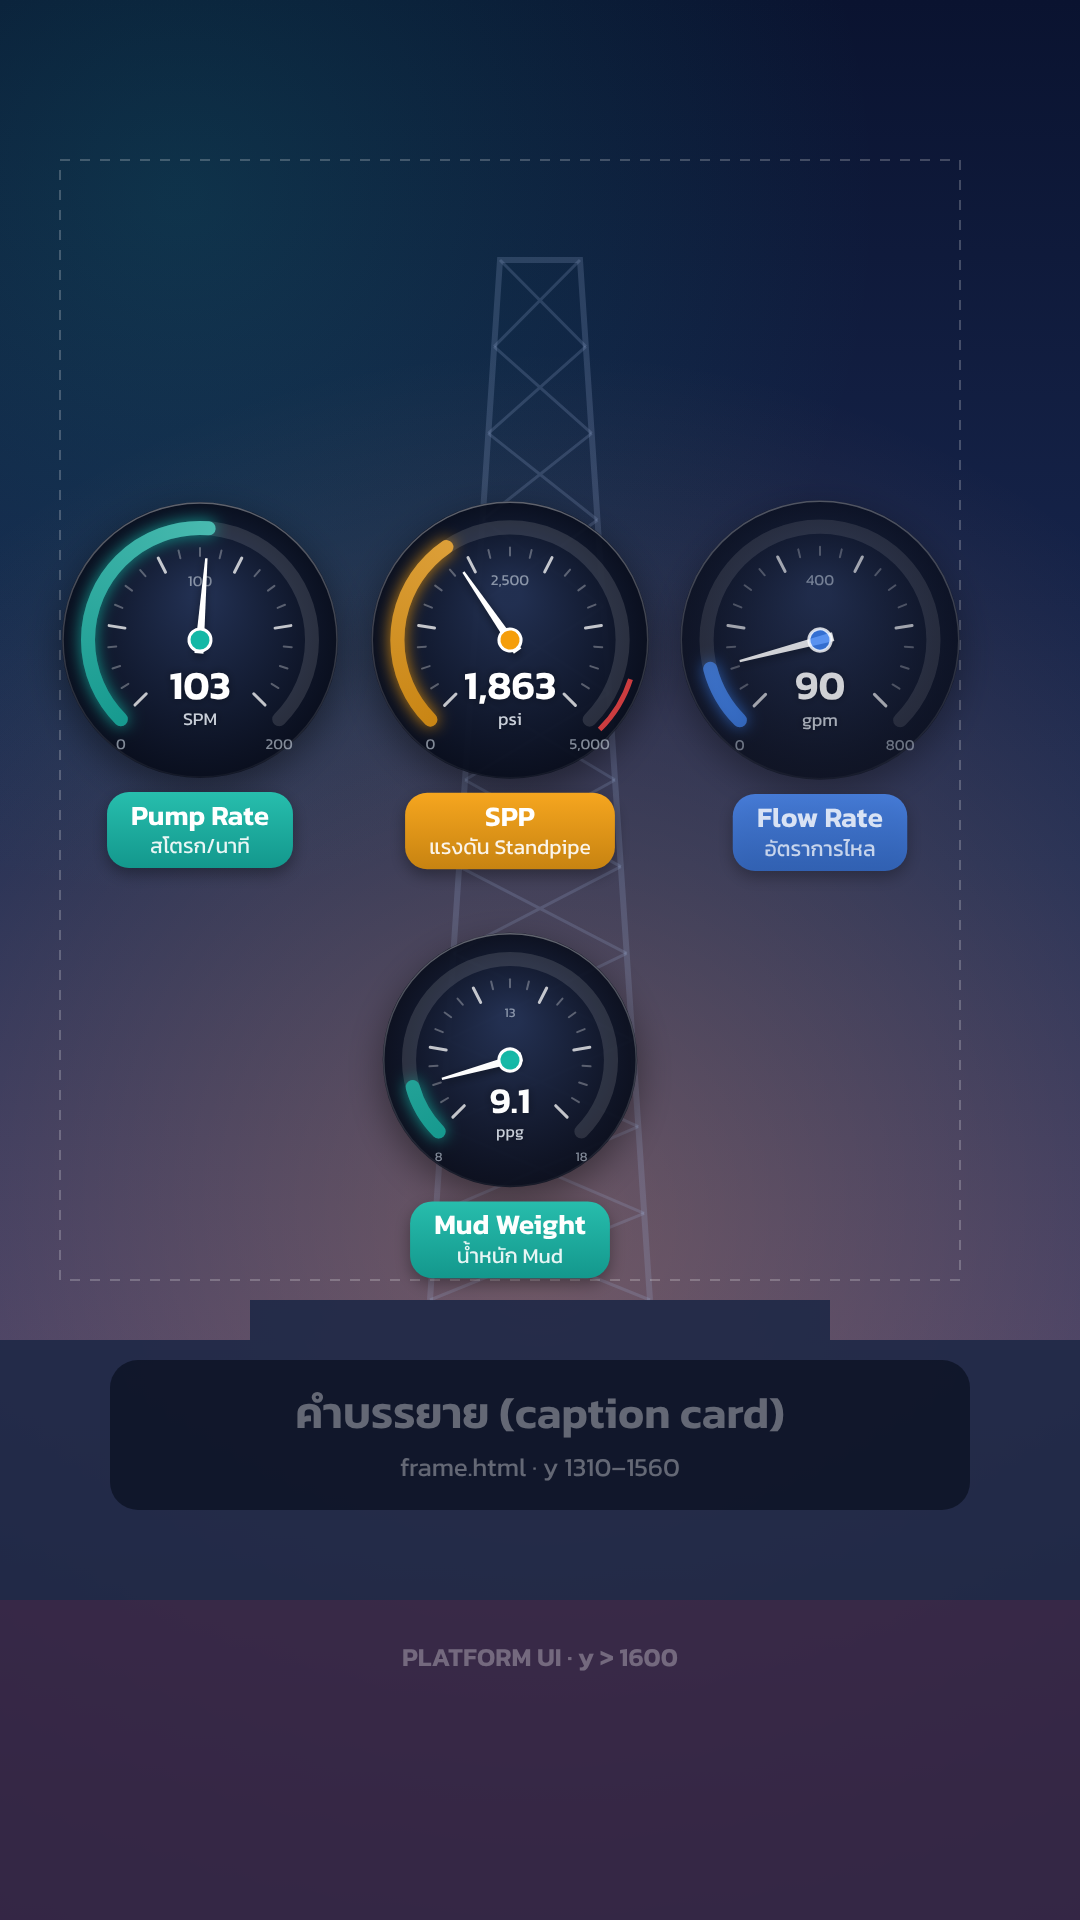 100
103
SPM
0 200
Pump Rate
สโตรก/นาที
2,500
1,863
psi
0 5,000
SPP
แรงดัน Standpipe
400
90
gpm
0 800
Flow Rate
อัตราการไหล
13
9.1
ppg
8 18
Mud Weight
น้ำหนัก Mud
คำบรรยาย (caption card)
frame.html · y 1310–1560
PLATFORM UI · y > 1600